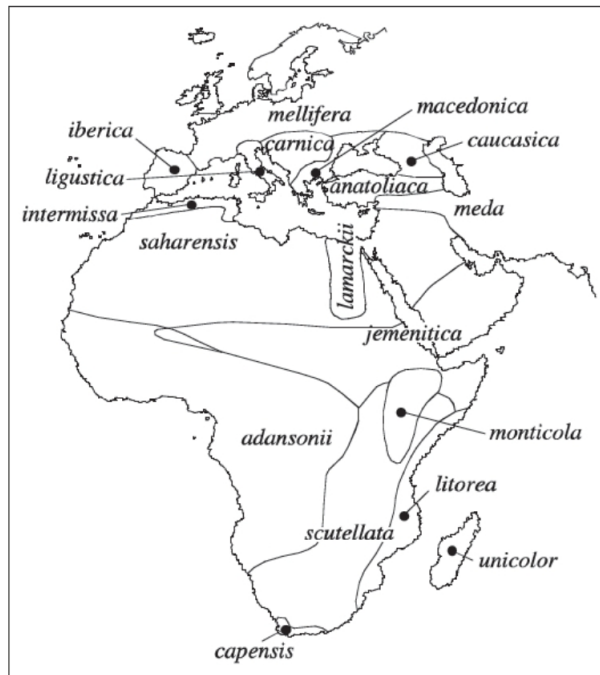 mellifera
macedonica
iberica
carnica
caucasica
ligustica
anatoliaca
intermissa
meda
saharensis
lamarckii
jemenitica
adansonii
monticola
litorea
scutellata
unicolor
capensis